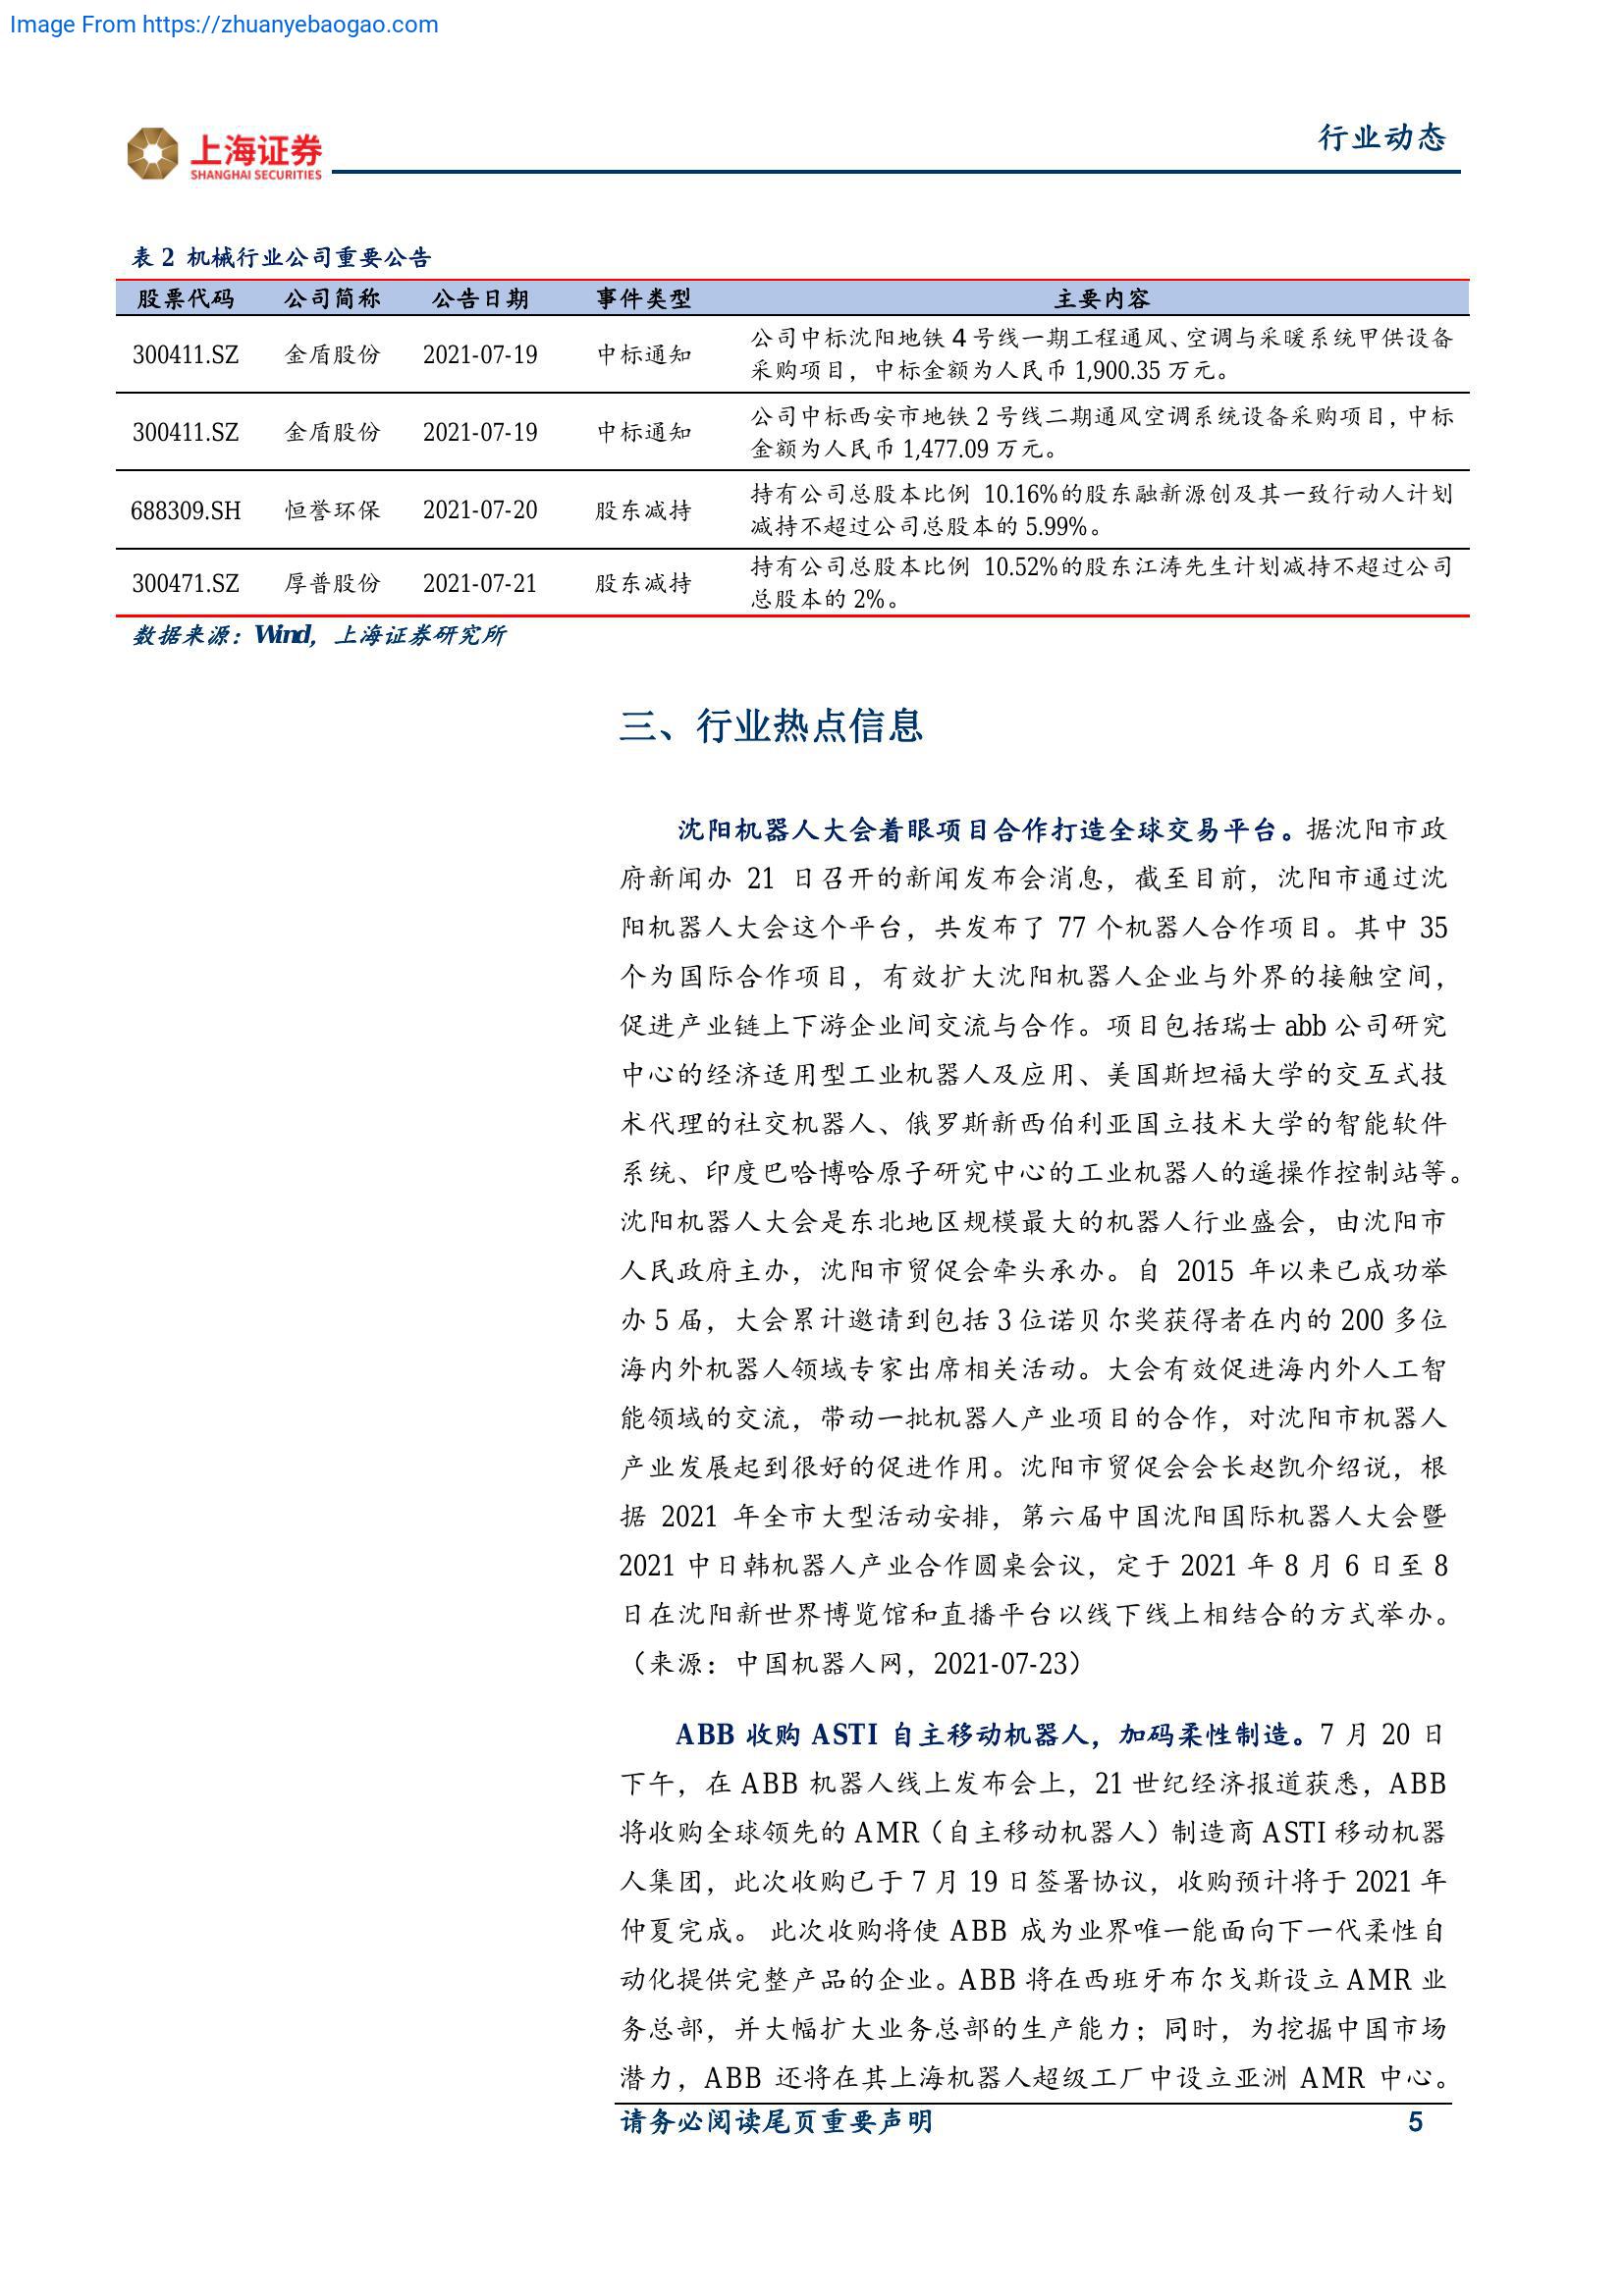 Image From https://zhuanyebaogao.com
上海证券
SHANGHAI SECURITIES
行业动态
表 2 机械行业公司重要公告
股票代码 公司简称 公告日期 事件类型 主要内容
300411.SZ 金盾股份 2021-07-19 中标通知 公司中标沈阳地铁 4 号线一期工程通风、空调与采暖系统甲供设备
采购项目，中标金额为人民币 1,900.35 万元。
300411.SZ 金盾股份 2021-07-19 中标通知 公司中标西安市地铁 2 号线二期通风空调系统设备采购项目，中标
金额为人民币 1,477.09 万元。
688309.SH 恒誉环保 2021-07-20 股东减持 持有公司总股本比例 10.16%的股东融新源创及其一致行动人计划
减持不超过公司总股本的 5.99%。
300471.SZ 厚普股份 2021-07-21 股东减持 持有公司总股本比例 10.52%的股东江涛先生计划减持不超过公司
总股本的 2%。
数据来源：Wind，上海证券研究所
三、行业热点信息
沈阳机器人大会着眼项目合作打造全球交易平台。据沈阳市政
府新闻办 21 日召开的新闻发布会消息，截至目前，沈阳市通过沈
阳机器人大会这个平台，共发布了 77 个机器人合作项目。其中 35
个为国际合作项目，有效扩大沈阳机器人企业与外界的接触空间，
促进产业链上下游企业间交流与合作。项目包括瑞士 abb 公司研究
中心的经济适用型工业机器人及应用、美国斯坦福大学的交互式技
术代理的社交机器人、俄罗斯新西伯利亚国立技术大学的智能软件
系统、印度巴哈博哈原子研究中心的工业机器人的遥操作控制站等。
沈阳机器人大会是东北地区规模最大的机器人行业盛会，由沈阳市
人民政府主办，沈阳市贸促会牵头承办。自 2015 年以来已成功举
办 5 届，大会累计邀请到包括 3 位诺贝尔奖获得者在内的 200 多位
海内外机器人领域专家出席相关活动。大会有效促进海内外人工智
能领域的交流，带动一批机器人产业项目的合作，对沈阳市机器人
产业发展起到很好的促进作用。沈阳市贸促会会长赵凯介绍说，根
据 2021 年全市大型活动安排，第六届中国沈阳国际机器人大会暨
2021 中日韩机器人产业合作圆桌会议，定于 2021 年 8 月 6 日至 8
日在沈阳新世界博览馆和直播平台以线下线上相结合的方式举办。
（来源：中国机器人网，2021-07-23）
ABB 收购 ASTI 自主移动机器人，加码柔性制造。7 月 20 日
下午，在 ABB 机器人线上发布会上，21 世纪经济报道获悉，ABB
将收购全球领先的 AMR（自主移动机器人）制造商 ASTI 移动机器
人集团，此次收购已于 7 月 19 日签署协议，收购预计将于 2021 年
仲夏完成。 此次收购将使 ABB 成为业界唯一能面向下一代柔性自
动化提供完整产品的企业。ABB 将在西班牙布尔戈斯设立 AMR 业
务总部，并大幅扩大业务总部的生产能力；同时，为挖掘中国市场
潜力，ABB 还将在其上海机器人超级工厂中设立亚洲 AMR 中心。
请务必阅读尾页重要声明 5